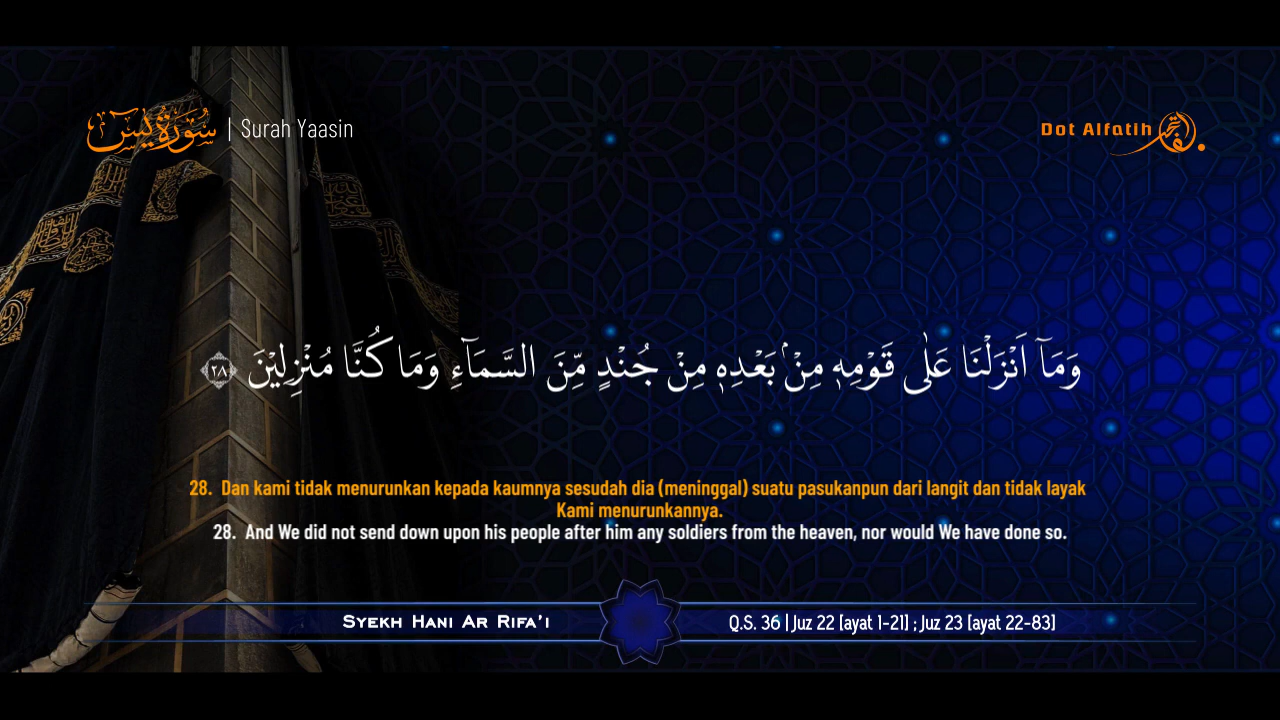 سُوْرَةُ يٰسٓ | Surah Yaasin
Dot Alfatih
وَمَآ اَنْزَلْنَا عَلٰى قَوْمِهٖ مِنْۢ بَعْدِهٖ مِنْ جُنْدٍ مِّنَ السَّمَاۤءِ وَمَا كُنَّا مُنْزِلِيْنَ ٢٨
28. Dan kami tidak menurunkan kepada kaumnya sesudah dia (meninggal) suatu pasukanpun dari langit dan tidak layak
Kami menurunkannya.
28. And We did not send down upon his people after him any soldiers from the heaven, nor would We have done so.
Syekh Hani Ar Rifa'i
Q.S. 36 | Juz 22 [ayat 1-21] ; Juz 23 [ayat 22-83]